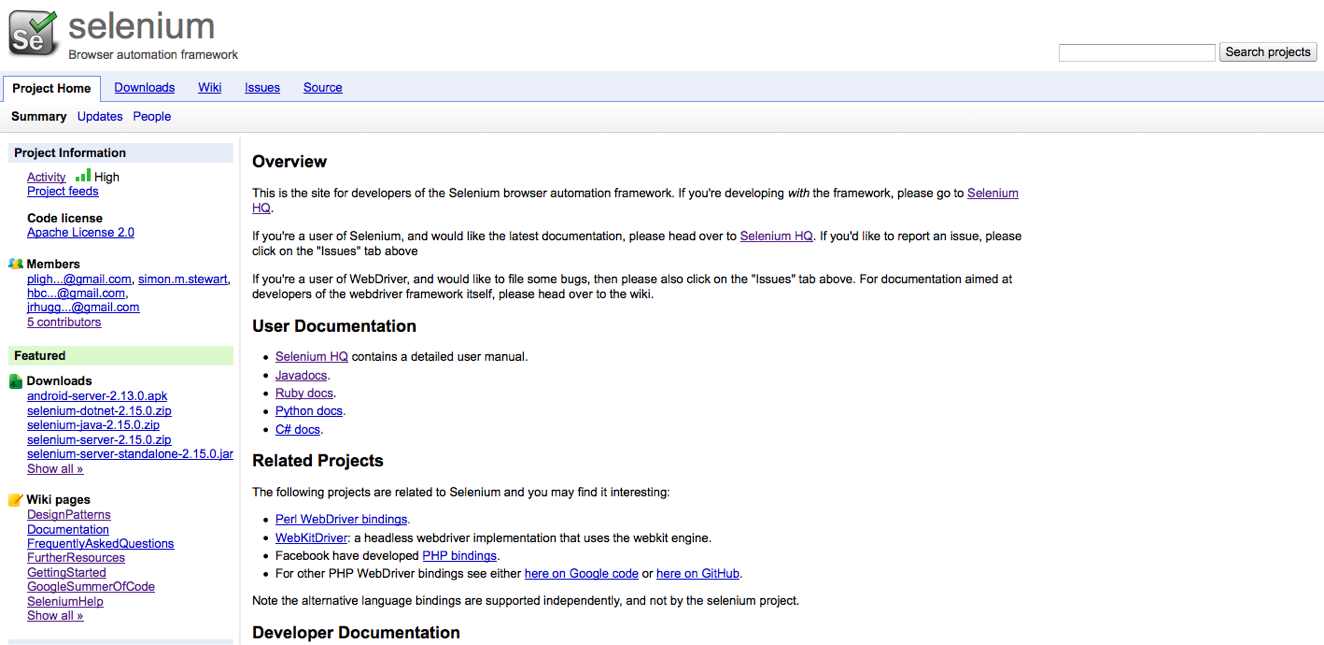 Se
selenium
Browser automation framework
Search projects
Project Home Downloads Wiki Issues Source
Summary Updates People
Project Information
Activity High
Project feeds
Code license
Apache License 2.0
Members
pligh...@gmail.com, simon.m.stewart,
hbc...@gmail.com,
jrhugg...@gmail.com
5 contributors
Featured
Downloads
android-server-2.13.0.apk
selenium-dotnet-2.15.0.zip
selenium-java-2.15.0.zip
selenium-server-2.15.0.zip
selenium-server-standalone-2.15.0.jar
Show all »
Wiki pages
DesignPatterns
Documentation
FrequentlyAskedQuestions
FurtherResources
GettingStarted
GoogleSummerOfCode
SeleniumHelp
Show all »
Overview
This is the site for developers of the Selenium browser automation framework. If you're developing with the framework, please go to Selenium
HQ.
If you're a user of Selenium, and would like the latest documentation, please head over to Selenium HQ. If you'd like to report an issue, please
click on the "Issues" tab above
If you're a user of WebDriver, and would like to file some bugs, then please also click on the "Issues" tab above. For documentation aimed at
developers of the webdriver framework itself, please head over to the wiki.
User Documentation
• Selenium HQ contains a detailed user manual.
• Javadocs.
• Ruby docs.
• Python docs.
• C# docs.
Related Projects
The following projects are related to Selenium and you may find it interesting:
• Perl WebDriver bindings.
• WebKitDriver: a headless webdriver implementation that uses the webkit engine.
• Facebook have developed PHP bindings.
• For other PHP WebDriver bindings see either here on Google code or here on GitHub.
Note the alternative language bindings are supported independently, and not by the selenium project.
Developer Documentation